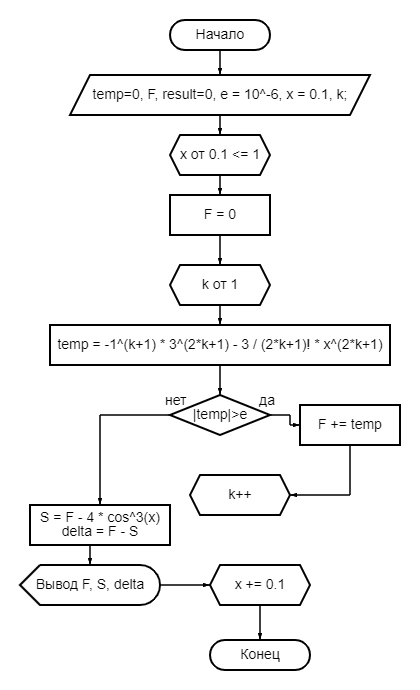 Начало
temp=0, F, result=0, e = 10^-6, x = 0.1, k;
x от 0.1 <= 1
F = 0
k от 1
temp = -1^(k+1) * 3^(2*k+1) - 3 / (2*k+1)! * x^(2*k+1)
нет
да
|temp|>e
F += temp
k++
S = F - 4 * cos^3(x)
delta = F - S
Вывод F, S, delta
x += 0.1
Конец